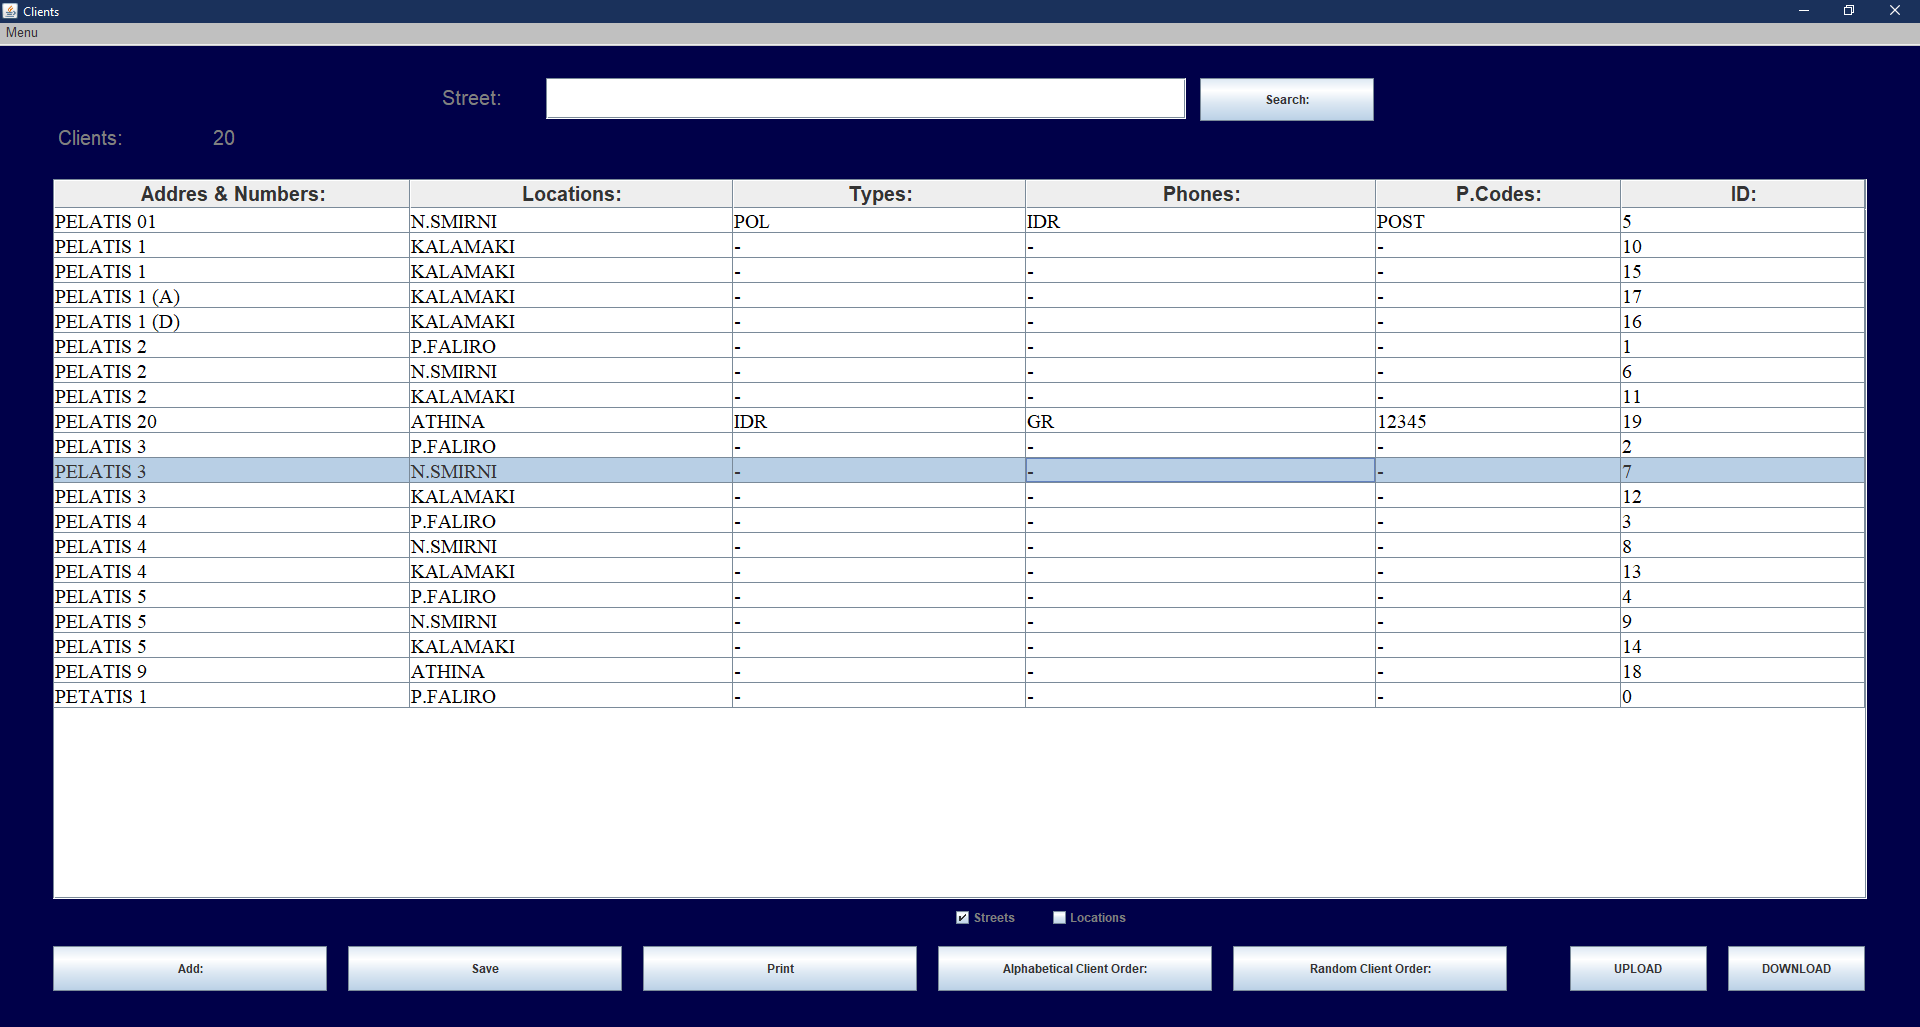 Clients
Menu
Street: Search:
Clients: 20
Addres & Numbers: Locations: Types: Phones: P.Codes: ID:
PELATIS 01 N.SMIRNI POL IDR POST 5
PELATIS 1 KALAMAKI - - - 10
PELATIS 1 KALAMAKI - - - 15
PELATIS 1 (A) KALAMAKI - - - 17
PELATIS 1 (D) KALAMAKI - - - 16
PELATIS 2 P.FALIRO - - - 1
PELATIS 2 N.SMIRNI - - - 6
PELATIS 2 KALAMAKI - - - 11
PELATIS 20 ATHINA IDR GR 12345 19
PELATIS 3 P.FALIRO - - - 2
PELATIS 3 N.SMIRNI - - - 7
PELATIS 3 KALAMAKI - - - 12
PELATIS 4 P.FALIRO - - - 3
PELATIS 4 N.SMIRNI - - - 8
PELATIS 4 KALAMAKI - - - 13
PELATIS 5 P.FALIRO - - - 4
PELATIS 5 N.SMIRNI - - - 9
PELATIS 5 KALAMAKI - - - 14
PELATIS 9 ATHINA - - - 18
PETATIS 1 P.FALIRO - - - 0
Streets Locations
Add: Save Print Alphabetical Client Order: Random Client Order: UPLOAD DOWNLOAD